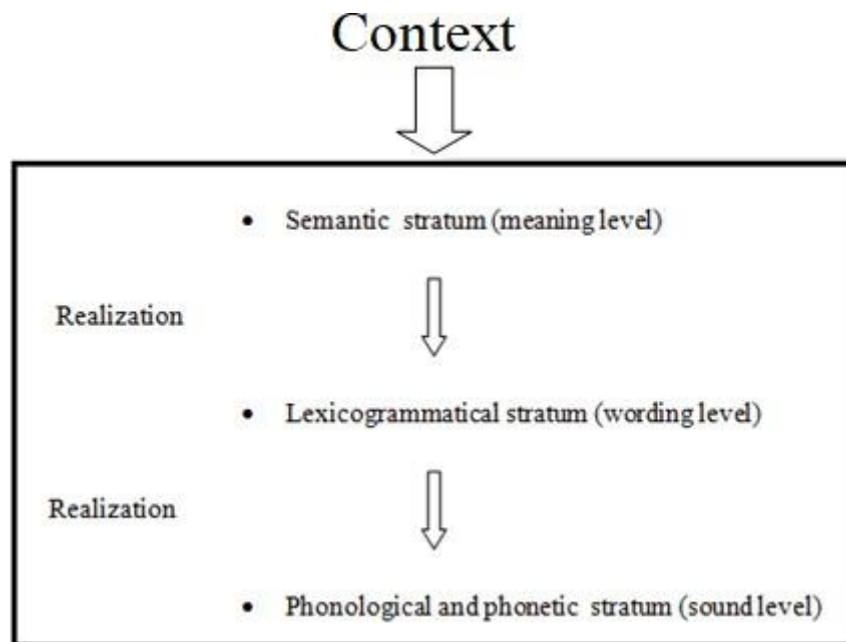 Context
• Semantic stratum (meaning level)
Realization
• Lexicogrammatical stratum (wording level)
Realization
• Phonological and phonetic stratum (sound level)